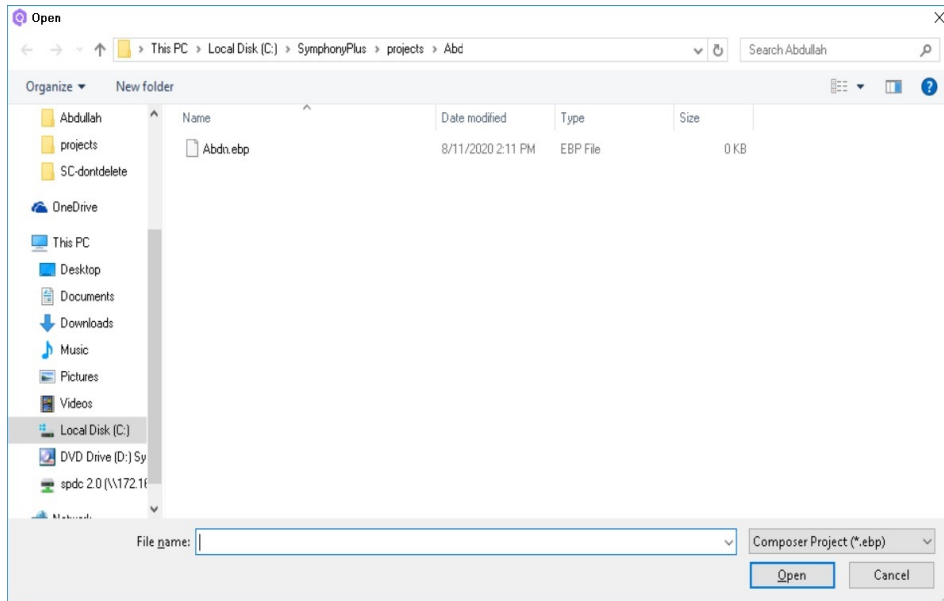 Open
This PC > Local Disk (C:) > SymphonyPlus > projects > Abd
Search Abdullah
Organize
New folder
Name
Date modified
Type
Size
Abdn.ebp
8/11/2020 2:11 PM
EBP File
0 KB
Abdullah
projects
SC-dontdelete
OneDrive
This PC
Desktop
Documents
Downloads
Music
Pictures
Videos
Local Disk (C:)
DVD Drive (D:) Sy
spdc 2.0 (\\172.16
File name:
Composer Project (*.ebp)
Open
Cancel